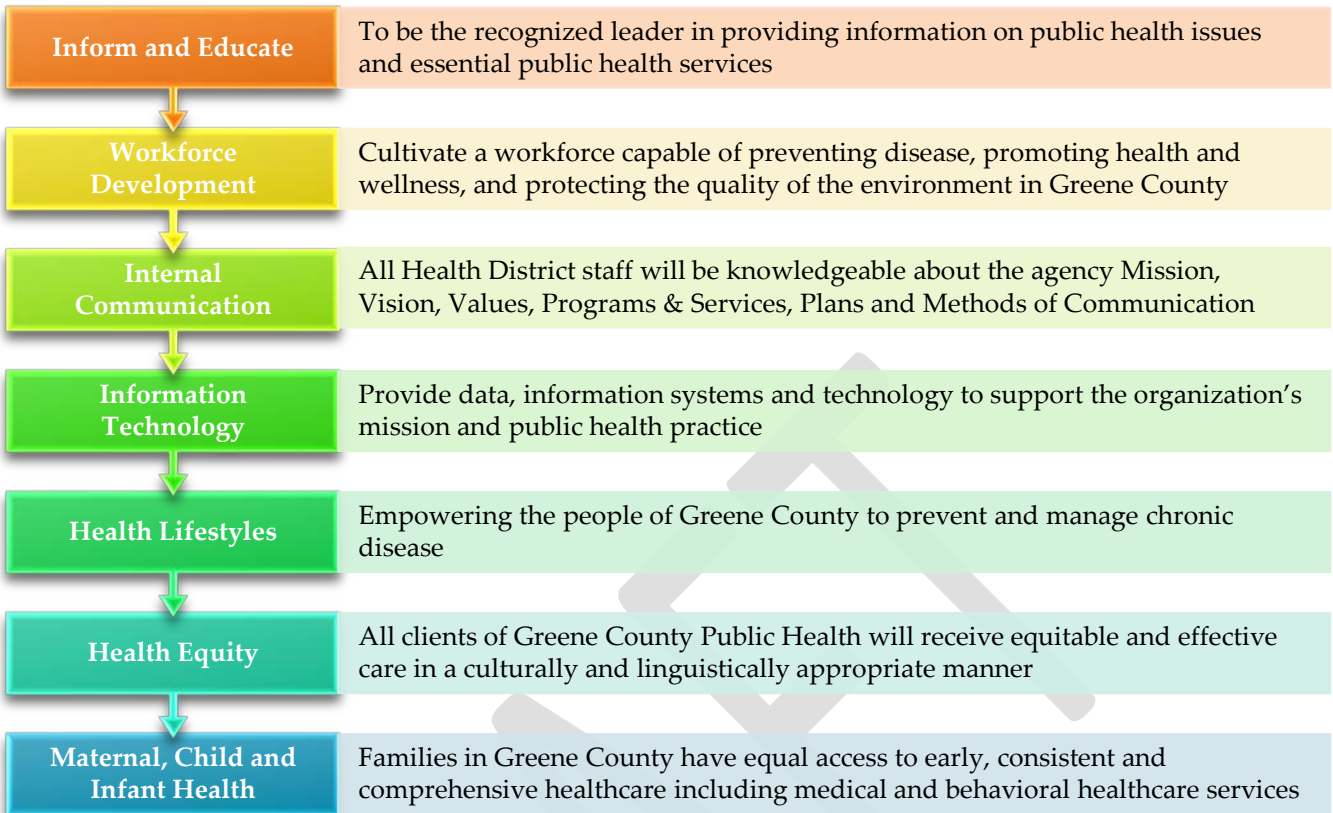 Inform and Educate
To be the recognized leader in providing information on public health issues
and essential public health services
Workforce
Development
Cultivate a workforce capable of preventing disease, promoting health and
wellness, and protecting the quality of the environment in Greene County
Internal
Communication
All Health District staff will be knowledgeable about the agency Mission,
Vision, Values, Programs & Services, Plans and Methods of Communication
Information
Technology
Provide data, information systems and technology to support the organization’s
mission and public health practice
Health Lifestyles
Empowering the people of Greene County to prevent and manage chronic
disease
Health Equity
All clients of Greene County Public Health will receive equitable and effective
care in a culturally and linguistically appropriate manner
Maternal, Child and
Infant Health
Families in Greene County have equal access to early, consistent and
comprehensive healthcare including medical and behavioral healthcare services